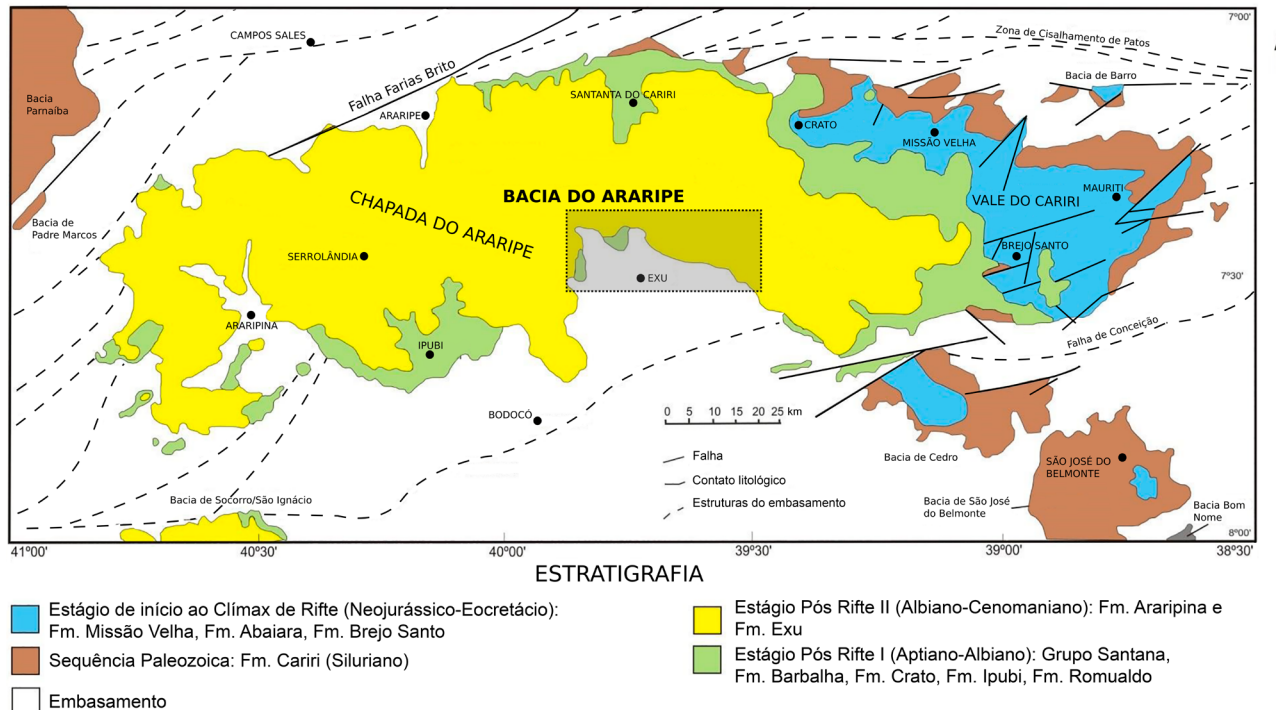 7°00'
CAMPOS SALES
Zona de Cisalhamento de Patos
Falha Farias Brito
Bacia de Barro
Bacia
Parnaíba
SANTANTA DO CARIRI
ARARIPE
CRATO
MISSÃO VELHA
BACIA DO ARARIPE
MAURITI
CHAPADA DO ARARIPE
VALE DO CARIRI
Bacia de
Padre Marcos
SERROLÂNDIA
BREJO SANTO
EXU
7°30'
ARARIPINA
Falha de Conceição
IPUBI
BODOCÓ
0 5 10 15 20 25 km
Falha
Contato litológico
Estruturas do embasamento
Bacia de Cedro
SÃO JOSÉ DO
BELMONTE
Bacia de Socorro/São Ignácio
Bacia de São José
do Belmonte
Bacia Bom
Nome
8°00'
41°00' 40°30' 40°00' 39°30' 39°00' 38°30'
ESTRATIGRAFIA
Estágio de início ao Clímax de Rifte (Neojurássico-Eocretácio):
Fm. Missão Velha, Fm. Abaiara, Fm. Brejo Santo
Sequência Paleozoica: Fm. Cariri (Siluriano)
Embasamento
Estágio Pós Rifte II (Albiano-Cenomaniano): Fm. Araripina e
Fm. Exu
Estágio Pós Rifte I (Aptiano-Albiano): Grupo Santana,
Fm. Barbalha, Fm. Crato, Fm. Ipubi, Fm. Romualdo